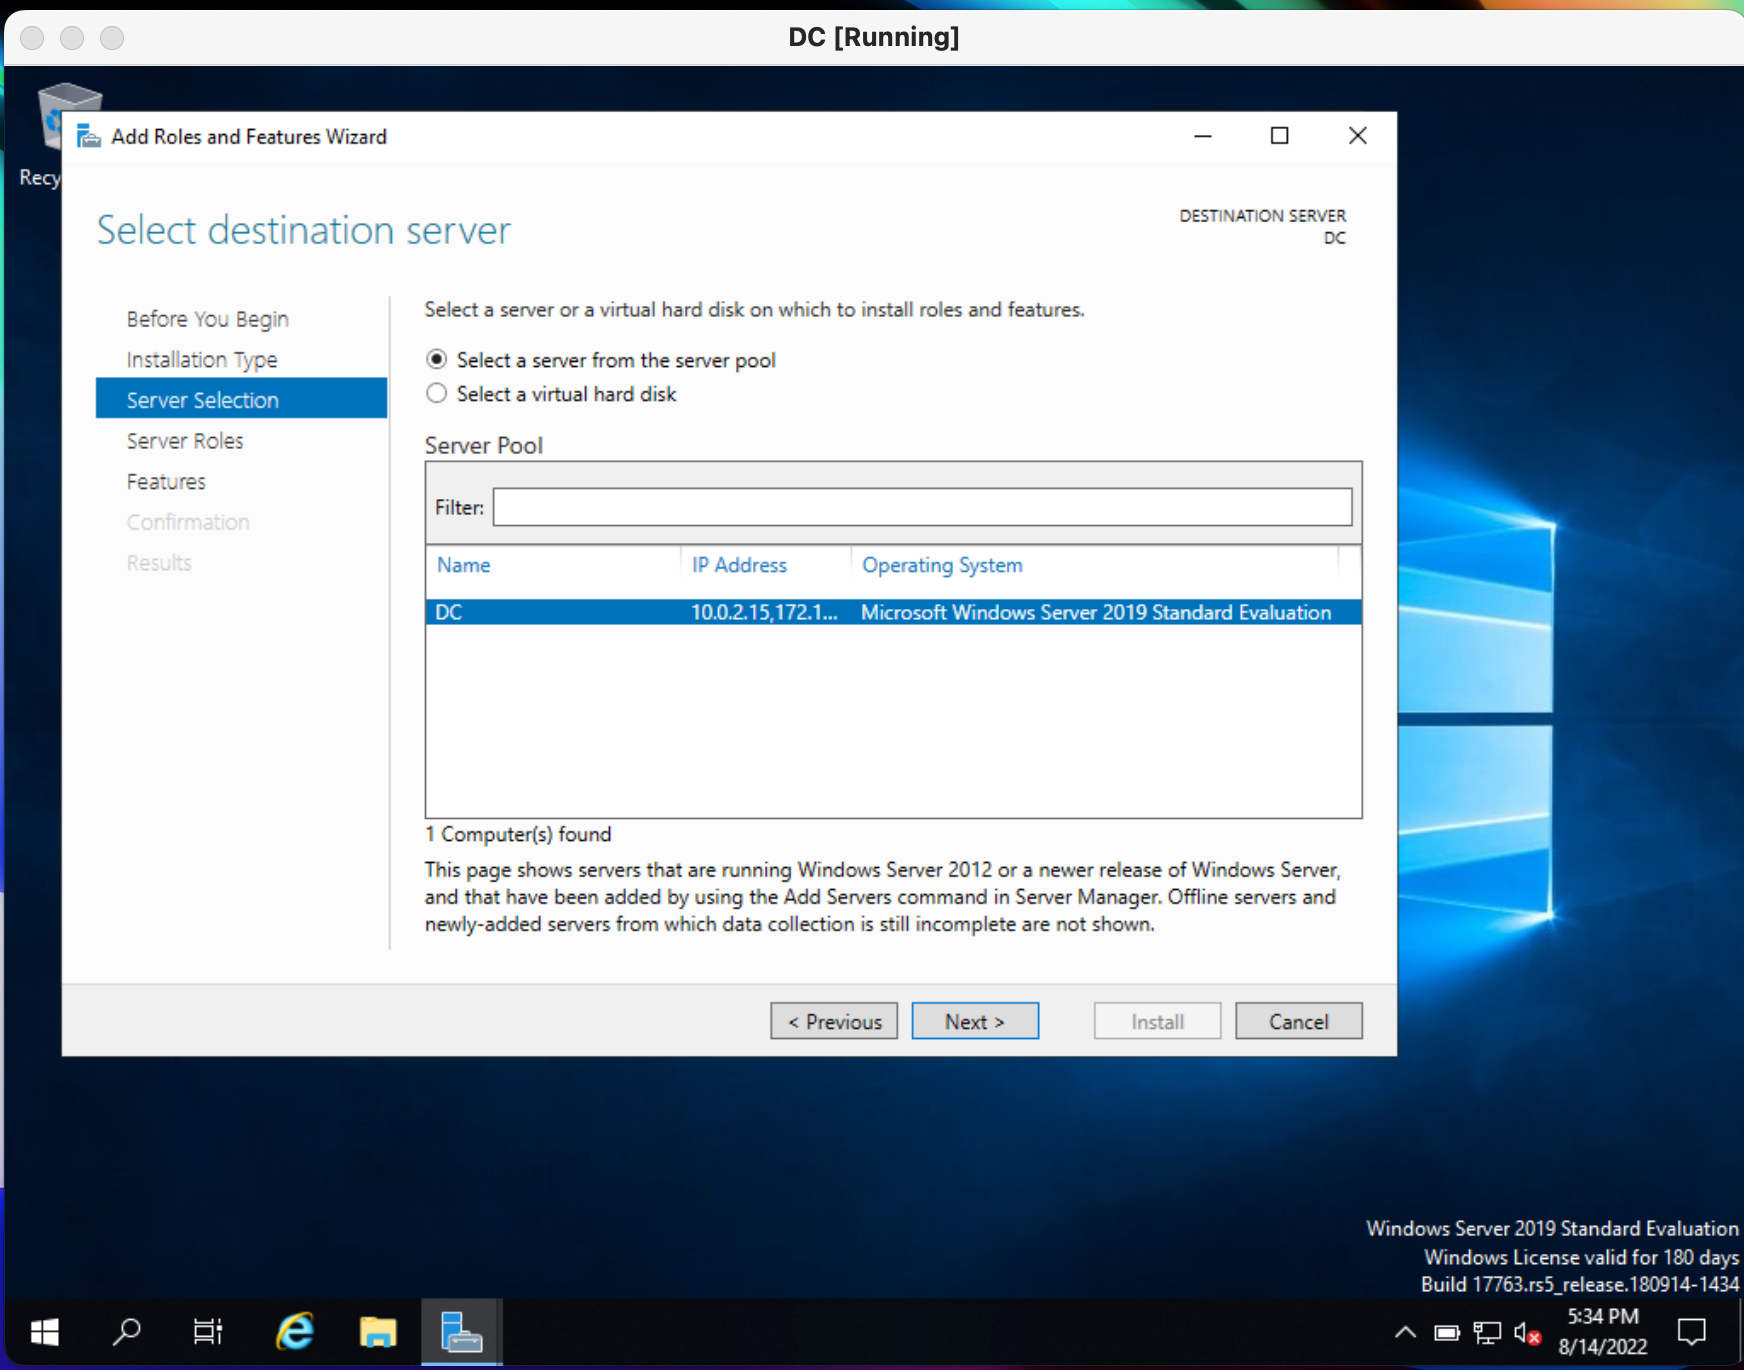 DC [Running]
Recy
Add Roles and Features Wizard
Select destination server
DESTINATION SERVER
DC
Before You Begin
Installation Type
Server Selection
Server Roles
Features
Confirmation
Results
Select a server or a virtual hard disk on which to install roles and features.
Select a server from the server pool
Select a virtual hard disk
Server Pool
Filter:
Name IP Address Operating System
DC 10.0.2.15,172.1... Microsoft Windows Server 2019 Standard Evaluation
1 Computer(s) found
This page shows servers that are running Windows Server 2012 or a newer release of Windows Server,
and that have been added by using the Add Servers command in Server Manager. Offline servers and
newly-added servers from which data collection is still incomplete are not shown.
< Previous Next > Install Cancel
Windows Server 2019 Standard Evaluation
Windows License valid for 180 days
Build 17763.rs5_release.180914-1434
5:34 PM
8/14/2022